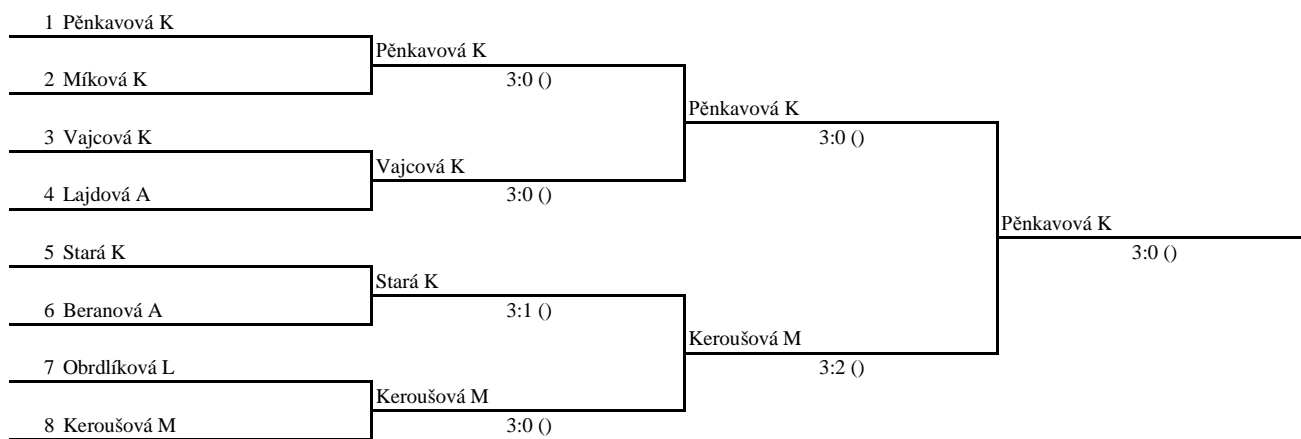 1 Pěnkavová K
Pěnkavová K
2 Míková K
3:0 ()
Pěnkavová K
3 Vajcová K
3:0 ()
Vajcová K
4 Lajdová A
3:0 ()
Pěnkavová K
5 Stará K
3:0 ()
Stará K
6 Beranová A
3:1 ()
Keroušová M
7 Obrdlíková L
3:2 ()
Keroušová M
8 Keroušová M
3:0 ()